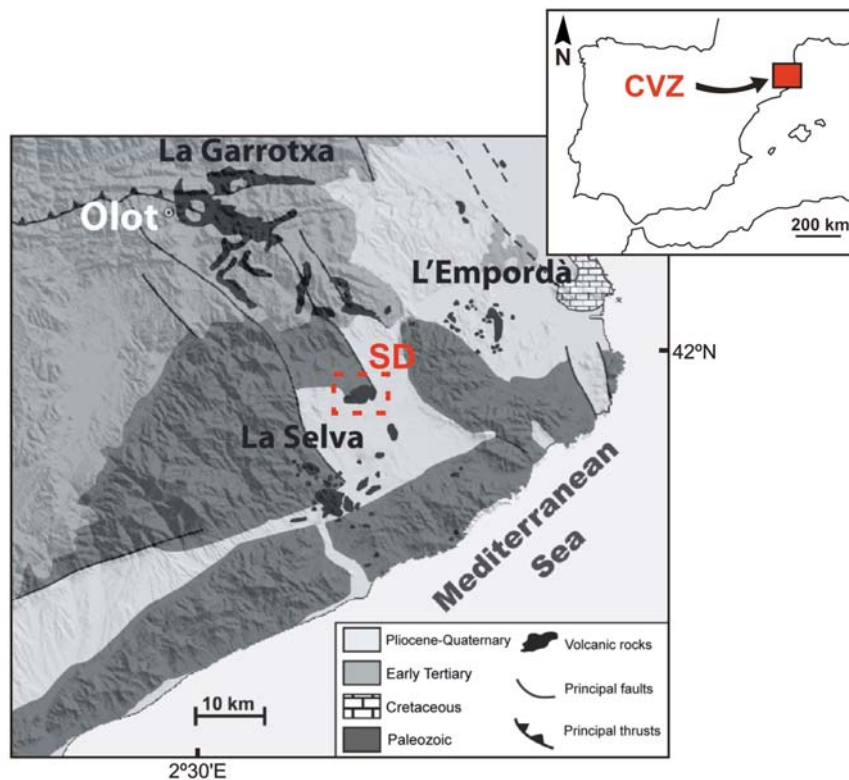 N
CVZ
200 km
La Garrotxa
Olot
L'Empordà
42ºN
SD
La Selva
Mediterranean
Sea
Pliocene-Quaternary
Volcanic rocks
Early Tertiary
Principal faults
Cretaceous
Principal thrusts
Paleozoic
10 km
2º30'E